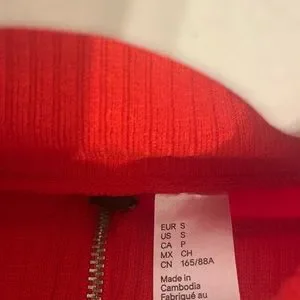 EUR S
US S
CA P
MX CH
CN 165/88A
Made in
Cambodia
Fabriqué au